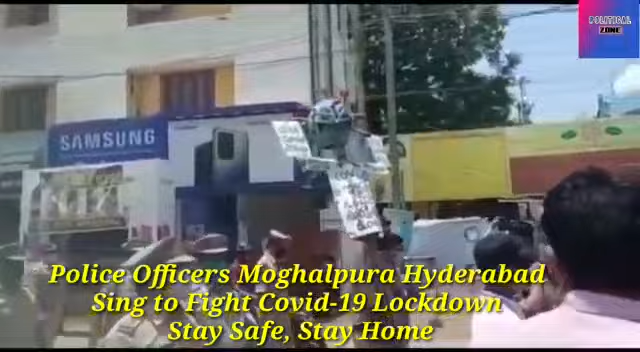 POLITICAL
ZONE
SAMSUNG
Police Officers Moghalpura Hyderabad
Sing to Fight Covid-19 Lockdown
Stay Safe, Stay Home